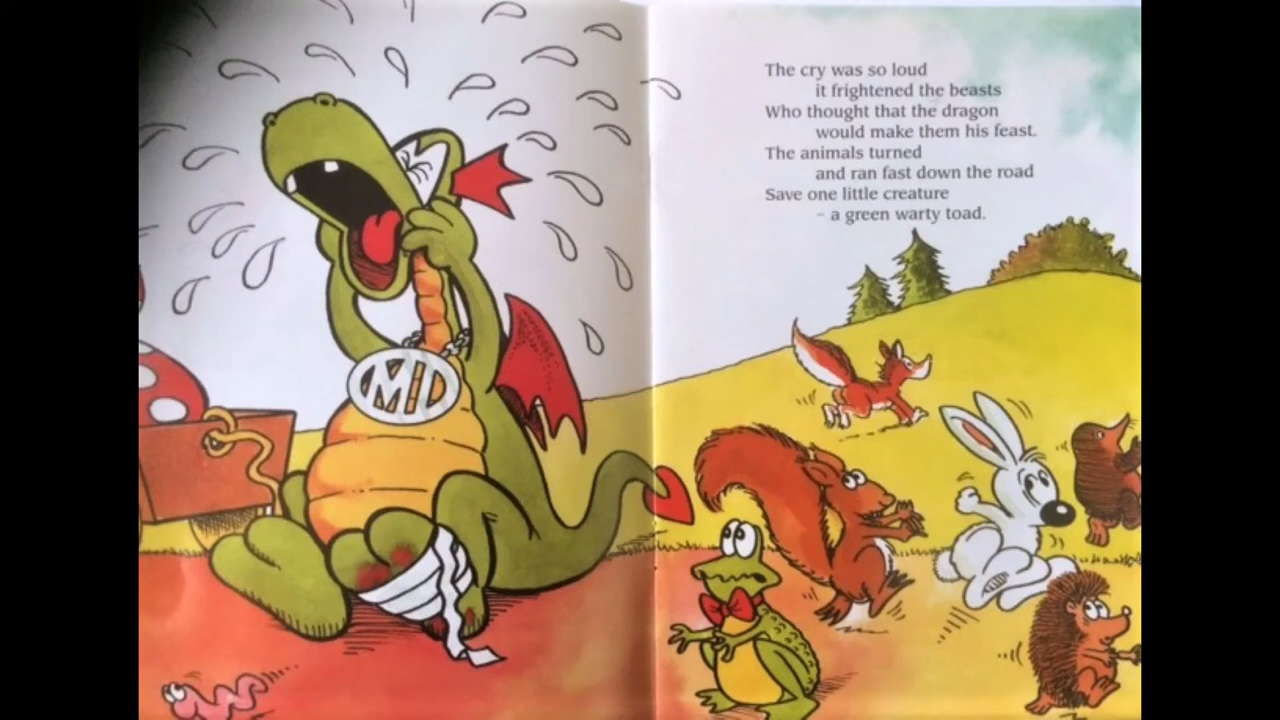 MD
The cry was so loud
it frightened the beasts
Who thought that the dragon
would make them his feast.
The animals turned
and ran fast down the road
Save one little creature
– a green warty toad.